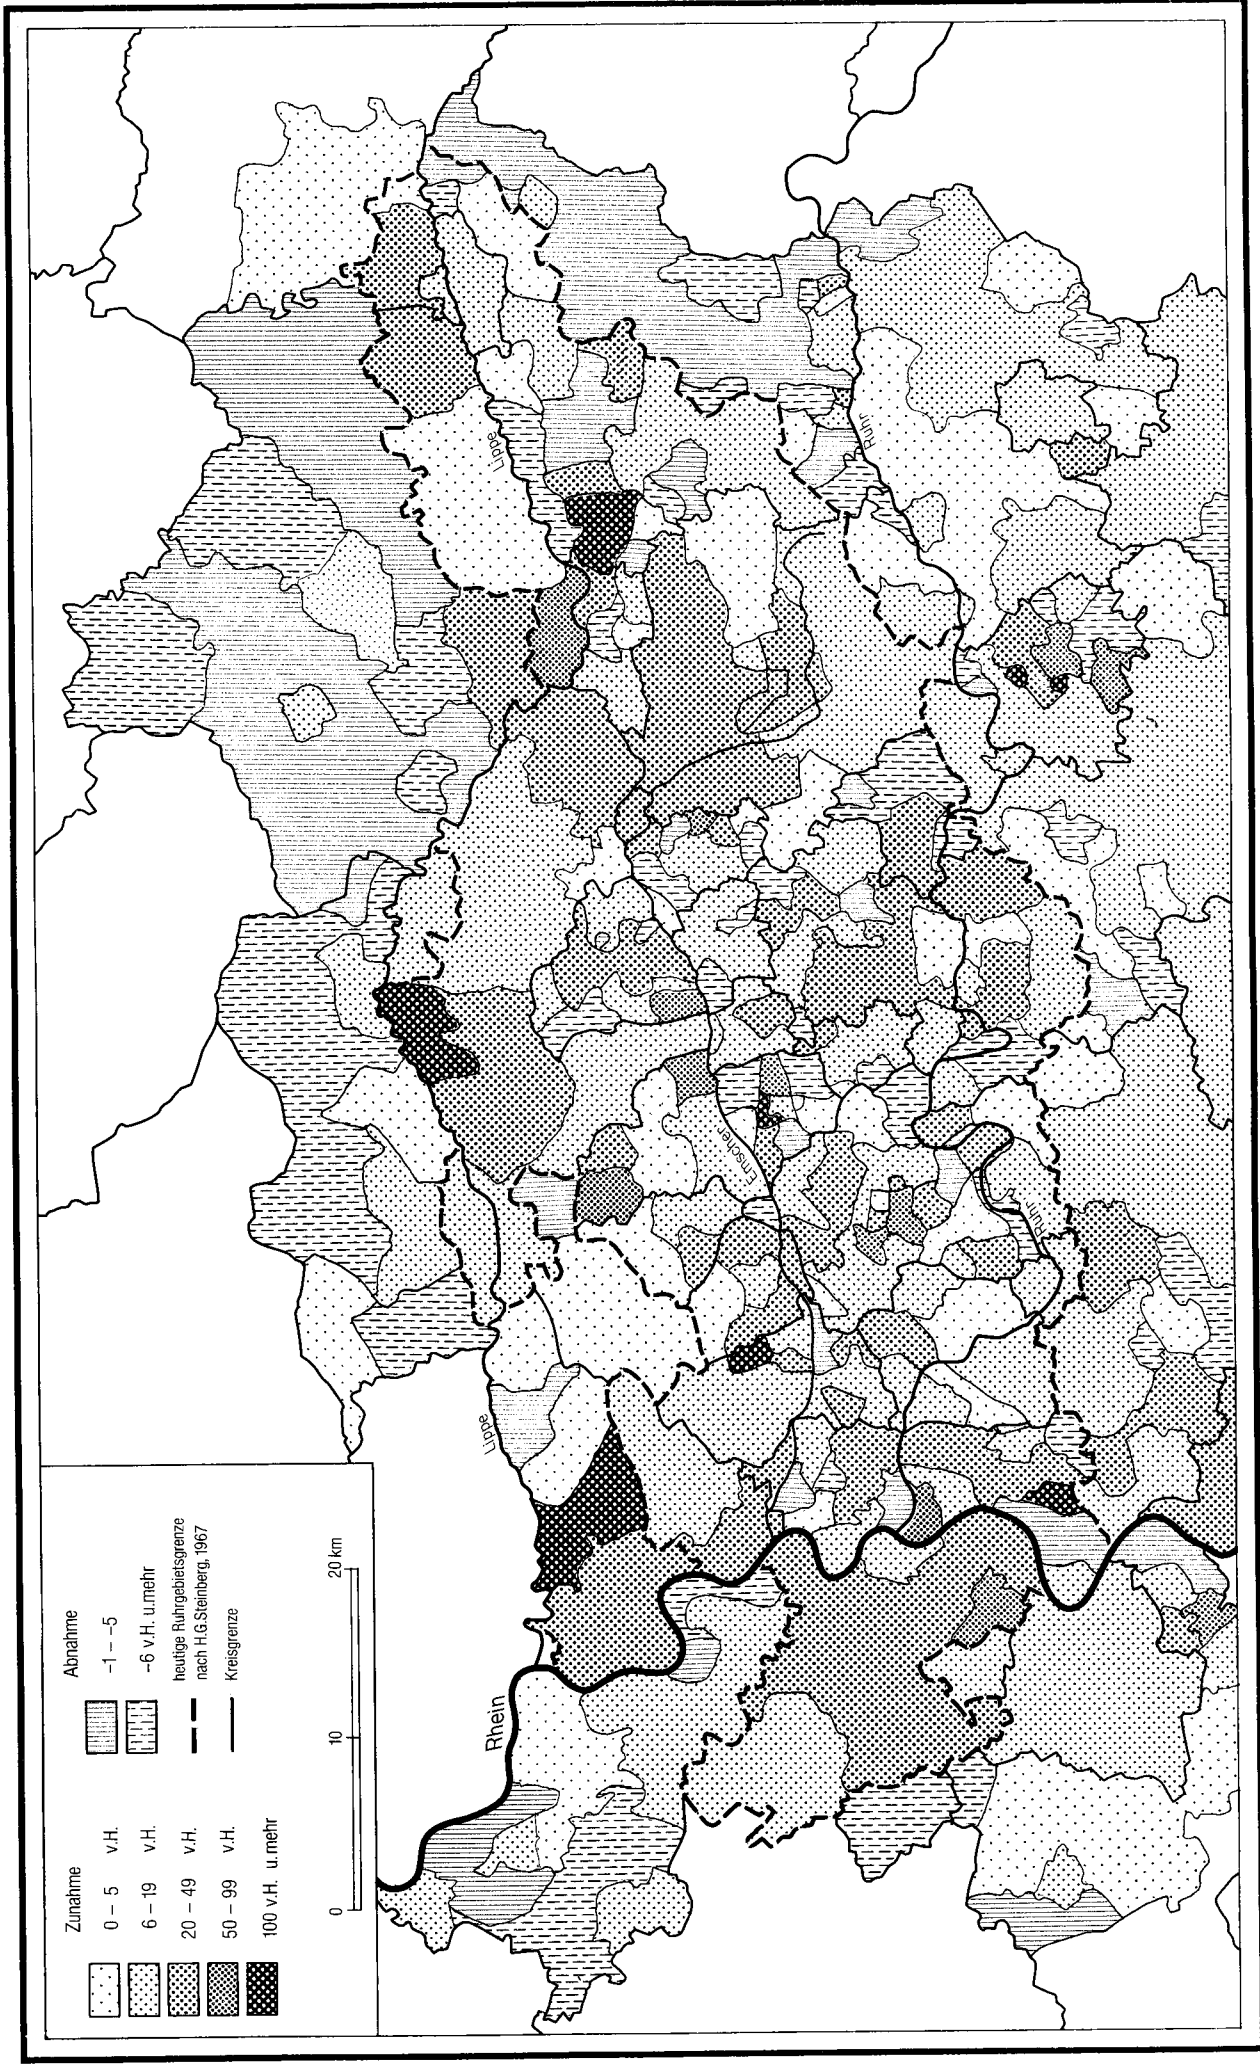 Zunahme
0 – 5 v.H.
6 – 19 v.H.
20 – 49 v.H.
50 – 99 v.H.
100 v.H. u.mehr
Abnahme
-1 – -5
-6 v.H. u.mehr
heutige Ruhrgebietsgrenze
nach H.G.Steinberg, 1967
Kreisgrenze
0 10 20 km
Rhein
Lippe
Lippe
Emscher
Ruhr
Ruhr